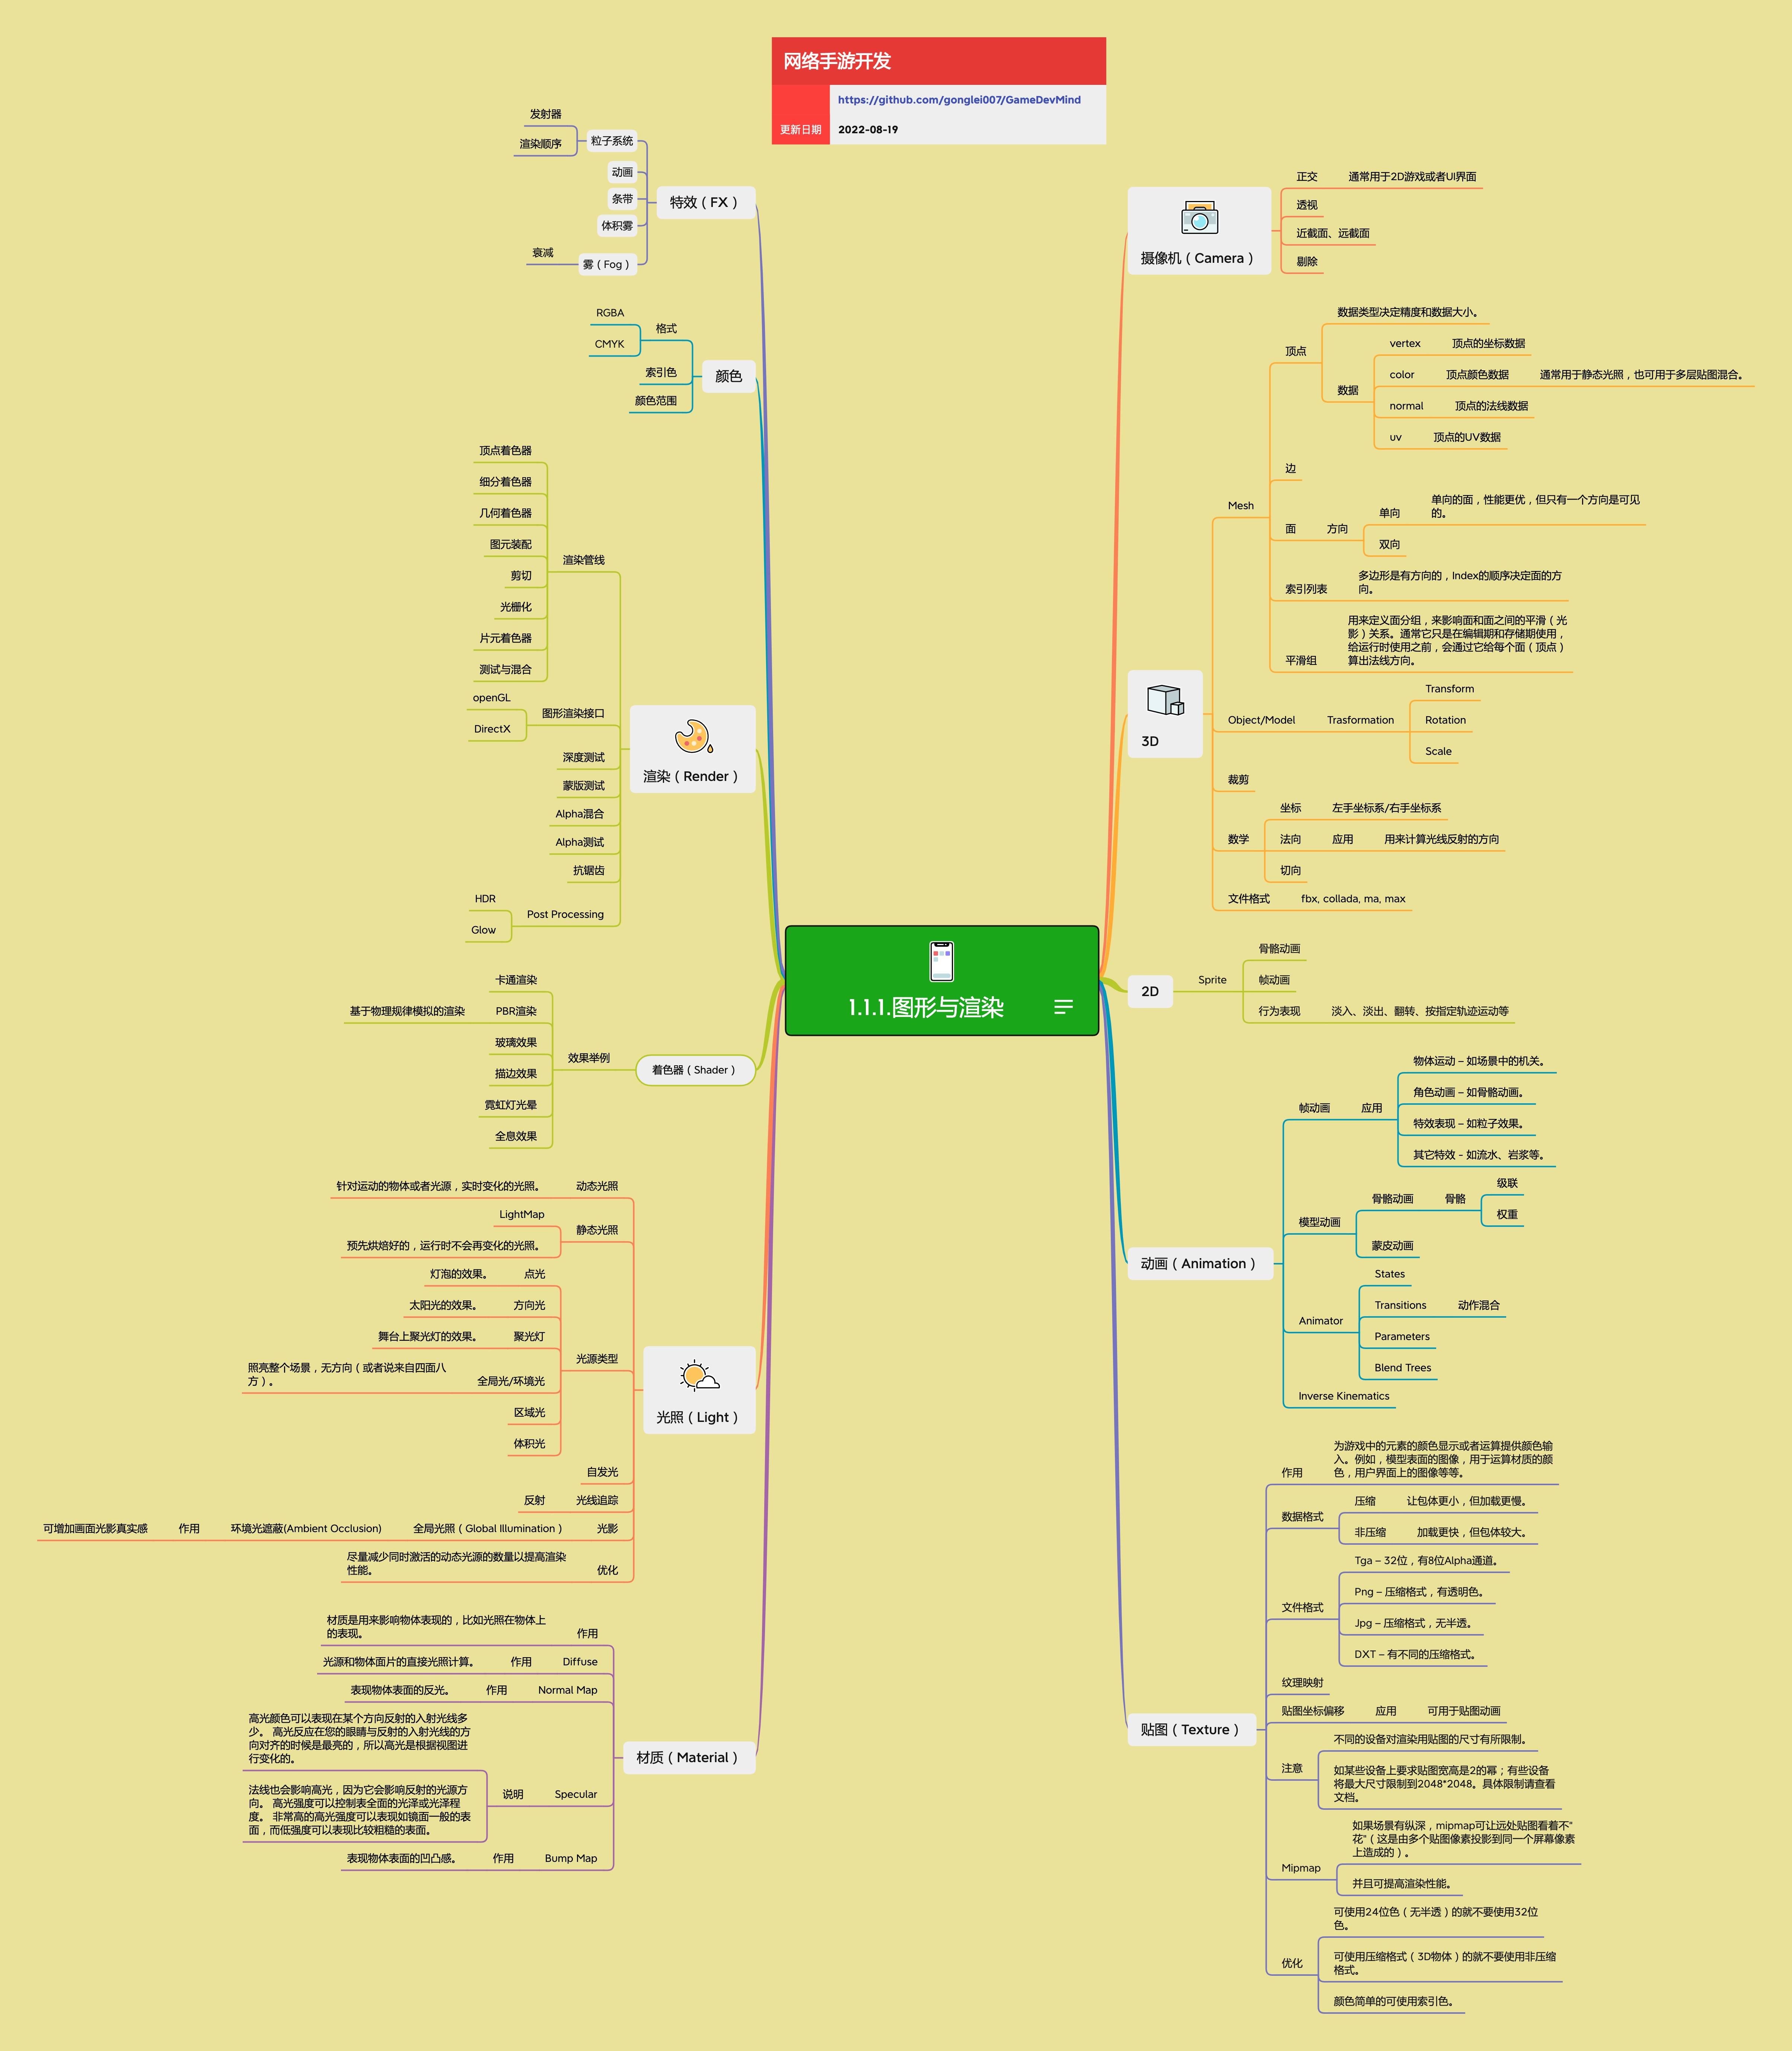 网络手游开发
https://github.com/gonglei007/GameDevMind
更新日期
2022-08-19
1.1.1.图形与渲染
特效（FX）
粒子系统
发射器
渲染顺序
动画
条带
体积雾
雾（Fog）
衰减
颜色
格式
RGBA
CMYK
索引色
颜色范围
渲染（Render）
渲染管线
顶点着色器
细分着色器
几何着色器
图元装配
剪切
光栅化
片元着色器
测试与混合
图形渲染接口
openGL
DirectX
深度测试
蒙版测试
Alpha混合
Alpha测试
抗锯齿
Post Processing
HDR
Glow
着色器（Shader）
效果举例
卡通渲染
PBR渲染
基于物理规律模拟的渲染
玻璃效果
描边效果
霓虹灯光晕
全息效果
光照（Light）
动态光照
针对运动的物体或者光源，实时变化的光照。
静态光照
LightMap
预先烘焙好的，运行时不会再变化的光照。
光源类型
点光
灯泡的效果。
方向光
太阳光的效果。
聚光灯
舞台上聚光灯的效果。
全局光/环境光
照亮整个场景，无方向（或者说来自四面八
方）。
区域光
体积光
自发光
光线追踪
反射
光影
全局光照（Global Illumination）
环境光遮蔽(Ambient Occlusion)
作用
可增加画面光影真实感
优化
尽量减少同时激活的动态光源的数量以提高渲染
性能。
材质（Material）
作用
材质是用来影响物体表现的，比如光照在物体上
的表现。
Diffuse
作用
光源和物体面片的直接光照计算。
Normal Map
作用
表现物体表面的反光。
Specular
说明
高光颜色可以表现在某个方向反射的入射光线多
少。 高光反应在您的眼睛与反射的入射光线的方
向对齐的时候是最亮的，所以高光是根据视图进
行变化的。
法线也会影响高光，因为它会影响反射的光源方
向。 高光强度可以控制表全面的光泽或光泽程
度。 非常高的高光强度可以表现如镜面一般的表
面，而低强度可以表现比较粗糙的表面。
Bump Map
作用
表现物体表面的凹凸感。
摄像机（Camera）
正交
通常用于2D游戏或者UI界面
透视
近截面、远截面
剔除
3D
Mesh
顶点
数据类型决定精度和数据大小。
数据
vertex
顶点的坐标数据
color
顶点颜色数据
通常用于静态光照，也可用于多层贴图混合。
normal
顶点的法线数据
uv
顶点的UV数据
边
面
方向
单向
单向的面，性能更优，但只有一个方向是可见
的。
双向
索引列表
多边形是有方向的，Index的顺序决定面的方
向。
平滑组
用来定义面分组，来影响面和面之间的平滑（光
影）关系。通常它只是在编辑期和存储期使用，
给运行时使用之前，会通过它给每个面（顶点）
算出法线方向。
Object/Model
Trasformation
Transform
Rotation
Scale
裁剪
数学
坐标
左手坐标系/右手坐标系
法向
应用
用来计算光线反射的方向
切向
文件格式
fbx, collada, ma, max
2D
Sprite
骨骼动画
帧动画
行为表现
淡入、淡出、翻转、按指定轨迹运动等
动画（Animation）
帧动画
应用
物体运动 – 如场景中的机关。
角色动画 – 如骨骼动画。
特效表现 – 如粒子效果。
其它特效 - 如流水、岩浆等。
模型动画
骨骼动画
骨骼
级联
权重
蒙皮动画
Animator
States
Transitions
动作混合
Parameters
Blend Trees
Inverse Kinematics
贴图（Texture）
作用
为游戏中的元素的颜色显示或者运算提供颜色输
入。例如，模型表面的图像，用于运算材质的颜
色，用户界面上的图像等等。
数据格式
压缩
让包体更小，但加载更慢。
非压缩
加载更快，但包体较大。
文件格式
Tga – 32位，有8位Alpha通道。
Png – 压缩格式，有透明色。
Jpg – 压缩格式，无半透。
DXT – 有不同的压缩格式。
纹理映射
贴图坐标偏移
应用
可用于贴图动画
注意
不同的设备对渲染用贴图的尺寸有所限制。
如某些设备上要求贴图宽高是2的幂；有些设备
将最大尺寸限制到2048*2048。具体限制请查看
文档。
Mipmap
如果场景有纵深，mipmap可让远处贴图看着不“
花”（这是由多个贴图像素投影到同一个屏幕像素
上造成的）。
并且可提高渲染性能。
优化
可使用24位色（无半透）的就不要使用32位
色。
可使用压缩格式（3D物体）的就不要使用非压缩
格式。
颜色简单的可使用索引色。